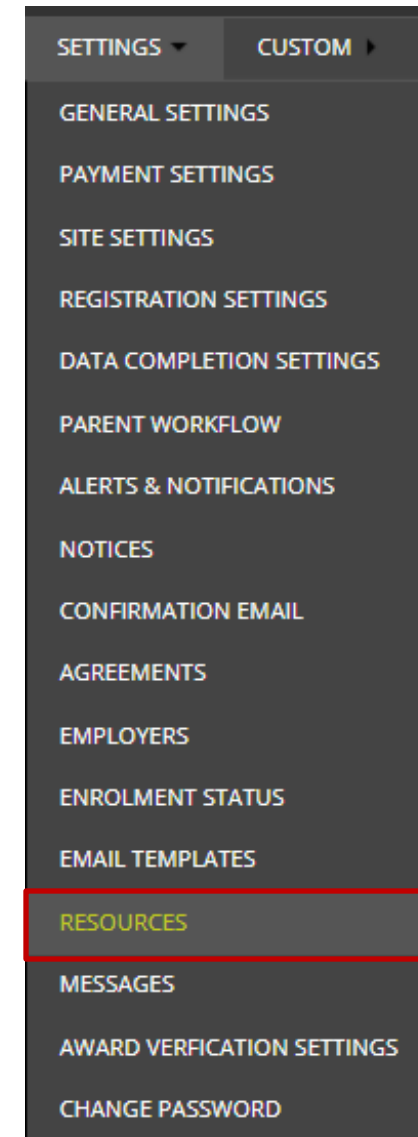 SETTINGS CUSTOM
GENERAL SETTINGS
PAYMENT SETTINGS
SITE SETTINGS
REGISTRATION SETTINGS
DATA COMPLETION SETTINGS
PARENT WORKFLOW
ALERTS & NOTIFICATIONS
NOTICES
CONFIRMATION EMAIL
AGREEMENTS
EMPLOYERS
ENROLMENT STATUS
EMAIL TEMPLATES
RESOURCES
MESSAGES
AWARD VERFICATION SETTINGS
CHANGE PASSWORD